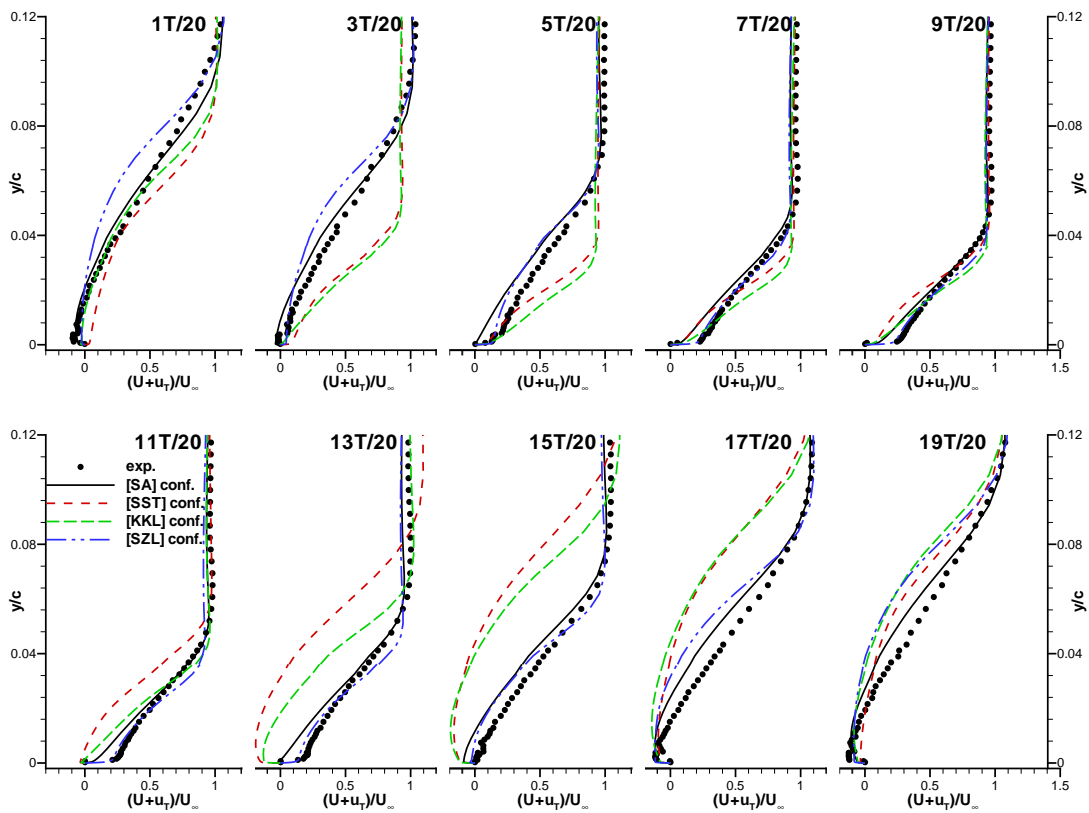 1T/20 3T/20 5T/20 7T/20 9T/20
0.12 0.12
0.08 0.08
y/c y/c
0.04 0.04
0 0
0 0.5 1 0 0.5 1 0 0.5 1 0 0.5 1 0 0.5 1 1.5
(U+u_T)/U_∞ (U+u_T)/U_∞ (U+u_T)/U_∞ (U+u_T)/U_∞ (U+u_T)/U_∞
11T/20 13T/20 15T/20 17T/20 19T/20
0.12 0.12
exp.
[SA] conf.
[SST] conf.
[KKL] conf.
[SZL] conf.
0.08 0.08
y/c y/c
0.04 0.04
0 0
0 0.5 1 0 0.5 1 0 0.5 1 0 0.5 1 0 0.5 1 1.5
(U+u_T)/U_∞ (U+u_T)/U_∞ (U+u_T)/U_∞ (U+u_T)/U_∞ (U+u_T)/U_∞